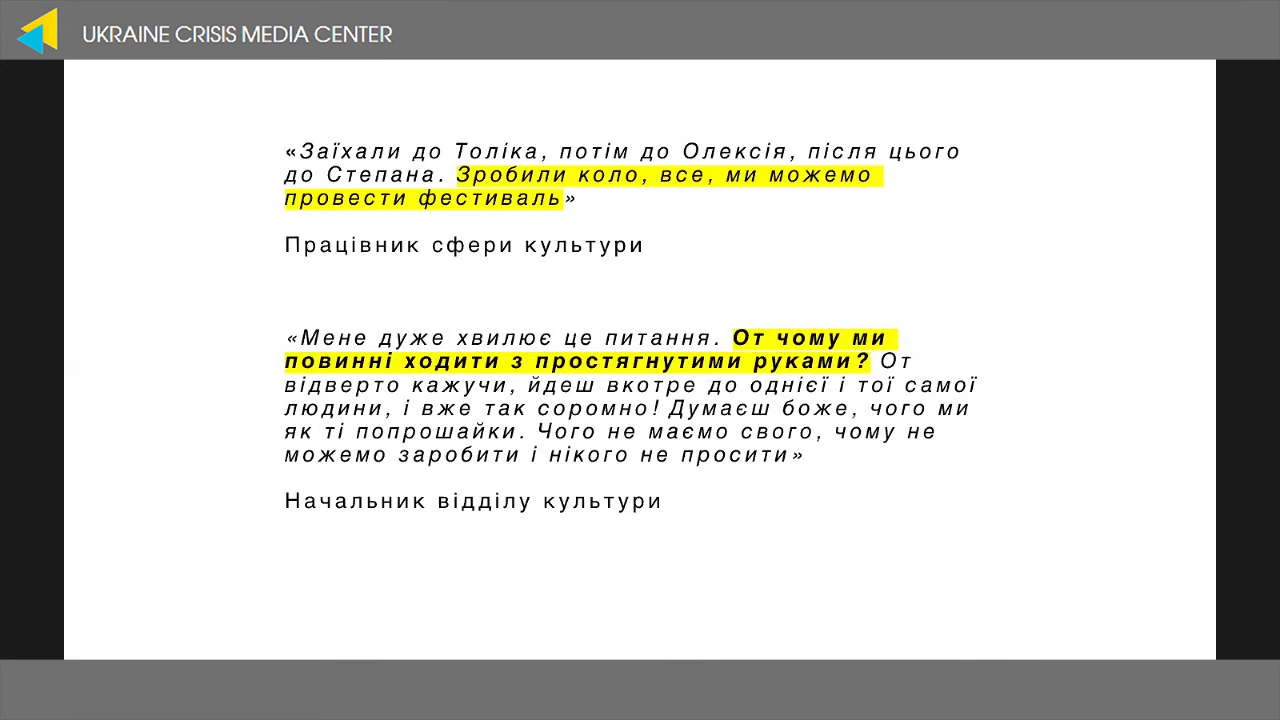 UKRAINE CRISIS MEDIA CENTER
«Заїхали до Толіка, потім до Олексія, після цього
до Степана. Зробили коло, все, ми можемо
провести фестиваль»
Працівник сфери культури
«Мене дуже хвилює це питання. От чому ми
повинні ходити з простягнутими руками? От
відверто кажучи, йдеш вкотре до однієї і тої самої
людини, і вже так соромно! Думаєш боже, чого ми
як ті попрошайки. Чого не маємо свого, чому не
можемо заробити і нікого не просити»
Начальник відділу культури